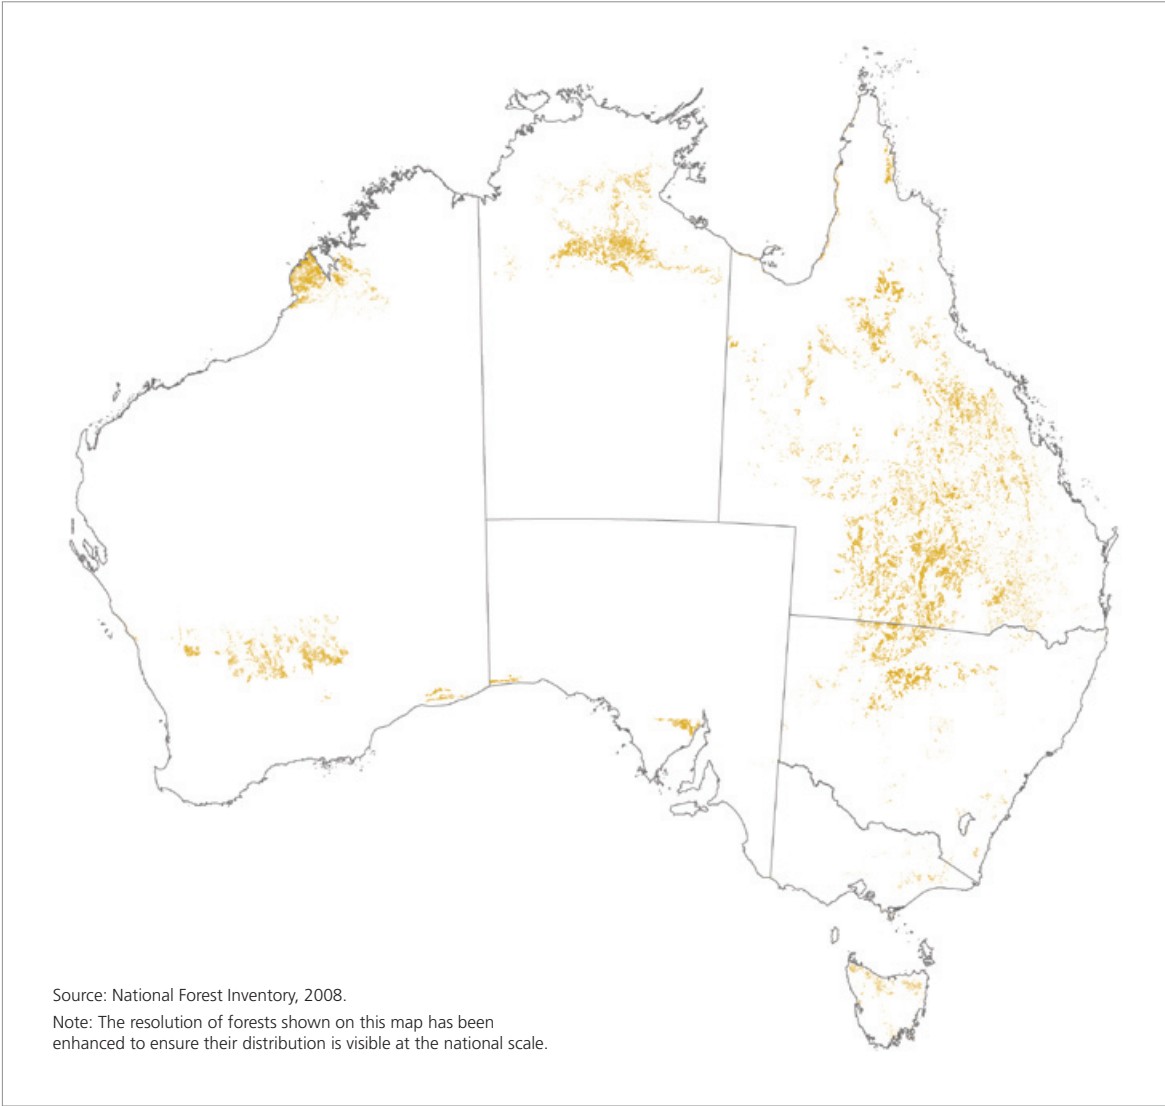 Source: National Forest Inventory, 2008.
Note: The resolution of forests shown on this map has been
enhanced to ensure their distribution is visible at the national scale.